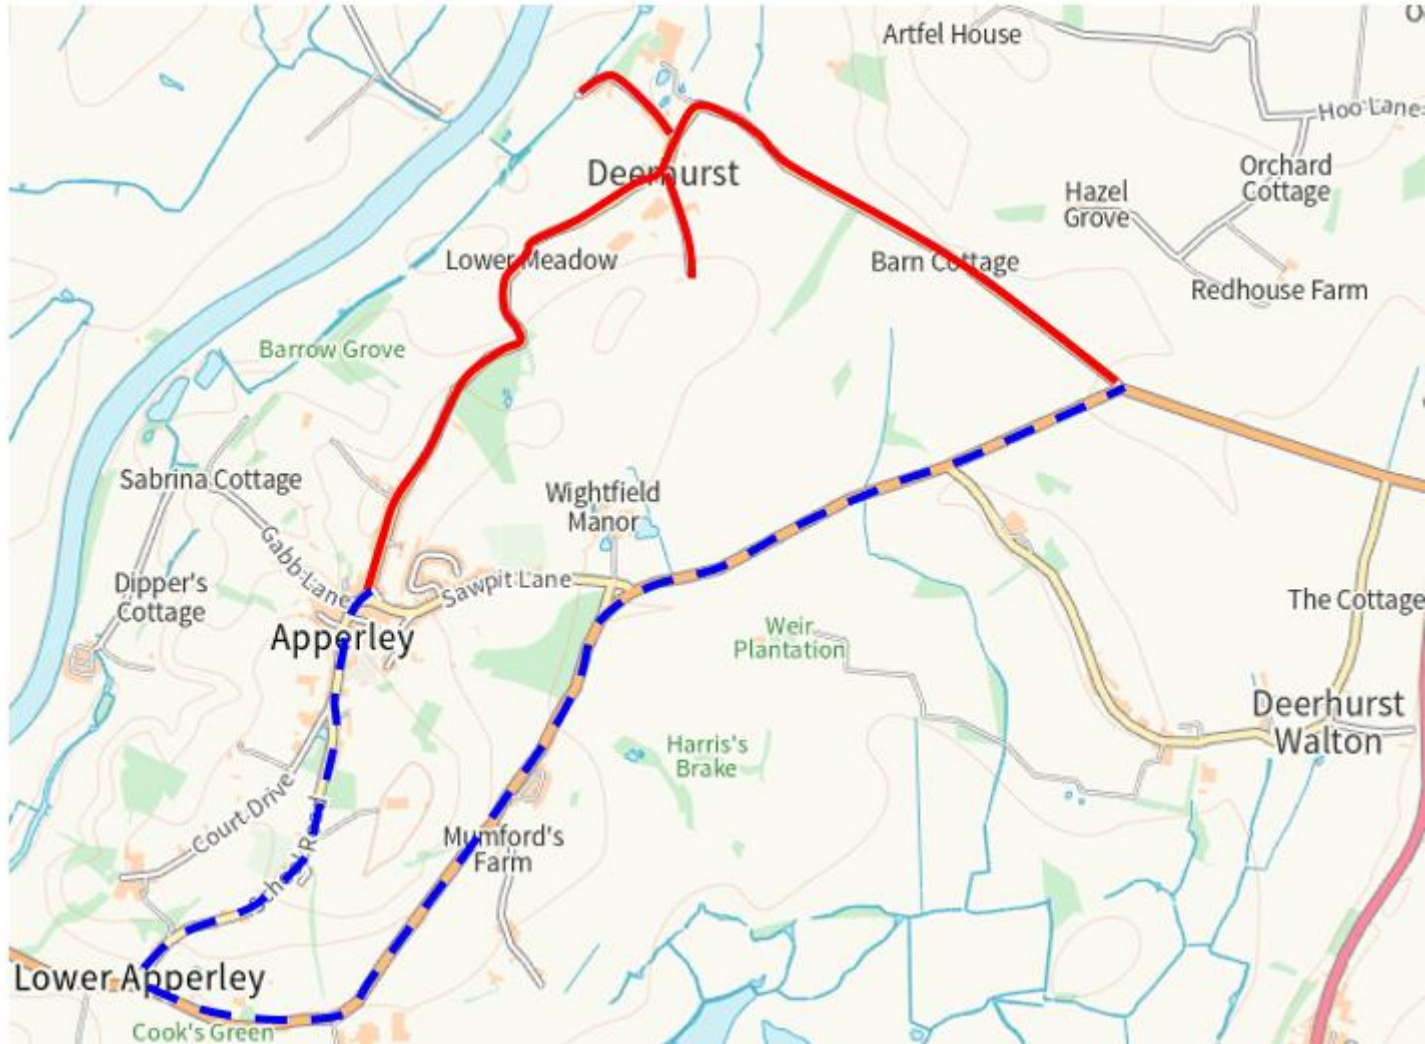 Artfel House
Hoo Lane
Deerhurst
Orchard
Cottage
Hazel
Grove
Lower Meadow
Barn Cottage
Redhouse Farm
Barrow Grove
Sabrina Cottage
Wightfield
Manor
Gabb Lane
Sawpit Lane
Dipper's
Cottage
The Cottage
Apperley
Weir
Plantation
Deerhurst
Walton
Harris's
Brake
Court Drive
Mumford's
Farm
School Road
Lower Apperley
Cook's Green